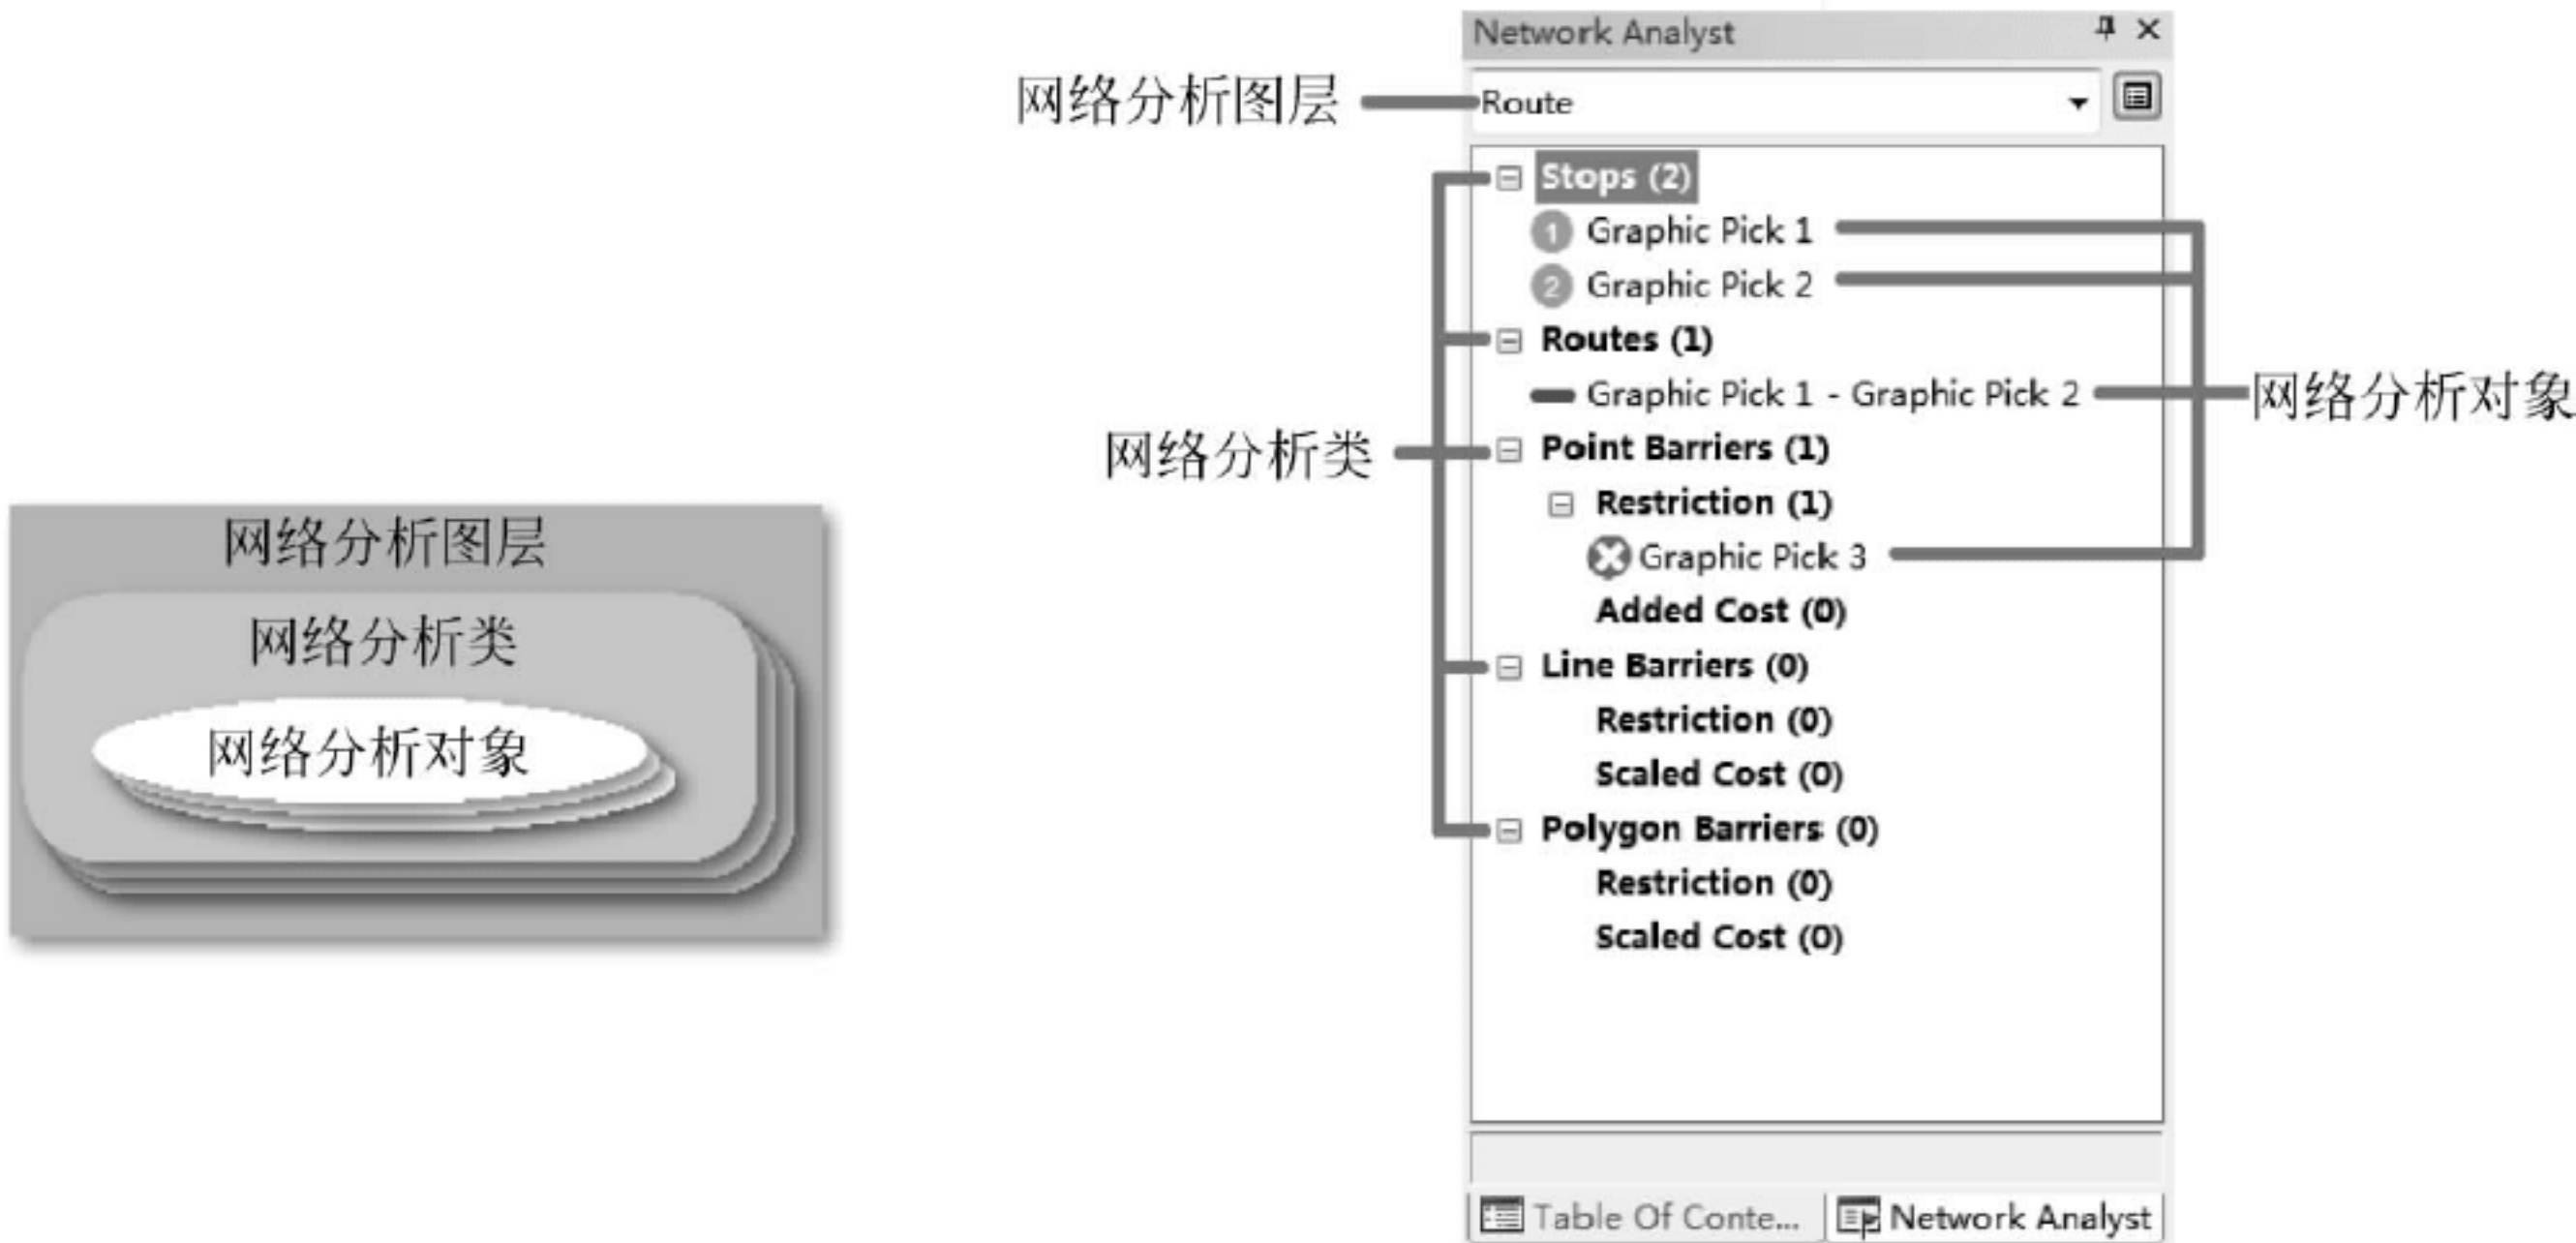 网络分析图层
网络分析类
网络分析对象
网络分析图层
网络分析类
网络分析对象
Network Analyst
Route
Stops (2)
1 Graphic Pick 1
2 Graphic Pick 2
Routes (1)
Graphic Pick 1 - Graphic Pick 2
Point Barriers (1)
Restriction (1)
Graphic Pick 3
Added Cost (0)
Line Barriers (0)
Restriction (0)
Scaled Cost (0)
Polygon Barriers (0)
Restriction (0)
Scaled Cost (0)
Table Of Conte...
Network Analyst